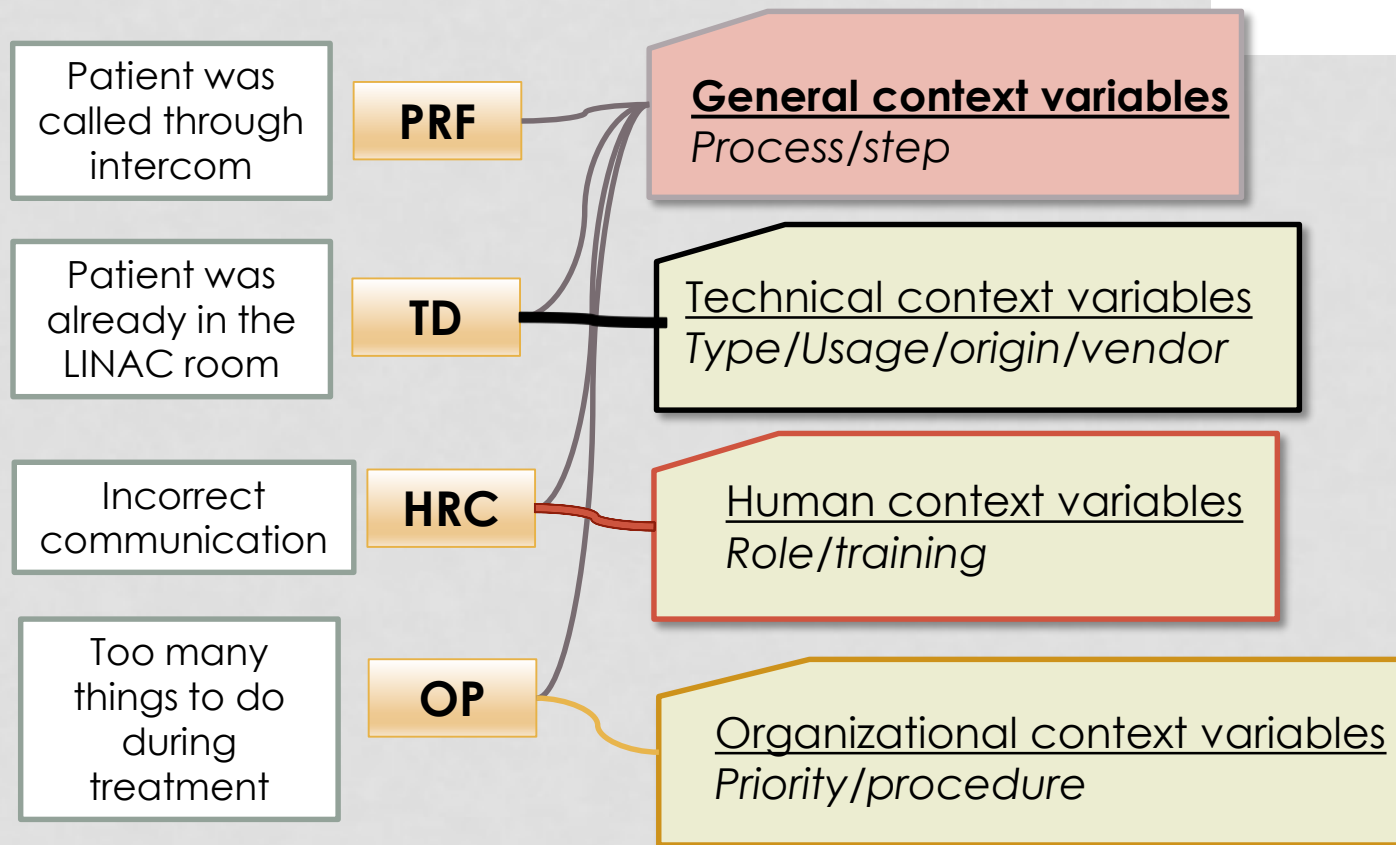 Patient was
called through
intercom
PRF
General context variables
Process/step
Patient was
already in the
LINAC room
TD
Technical context variables
Type/Usage/origin/vendor
Incorrect
communication
HRC
Human context variables
Role/training
Too many
things to do
during
treatment
OP
Organizational context variables
Priority/procedure